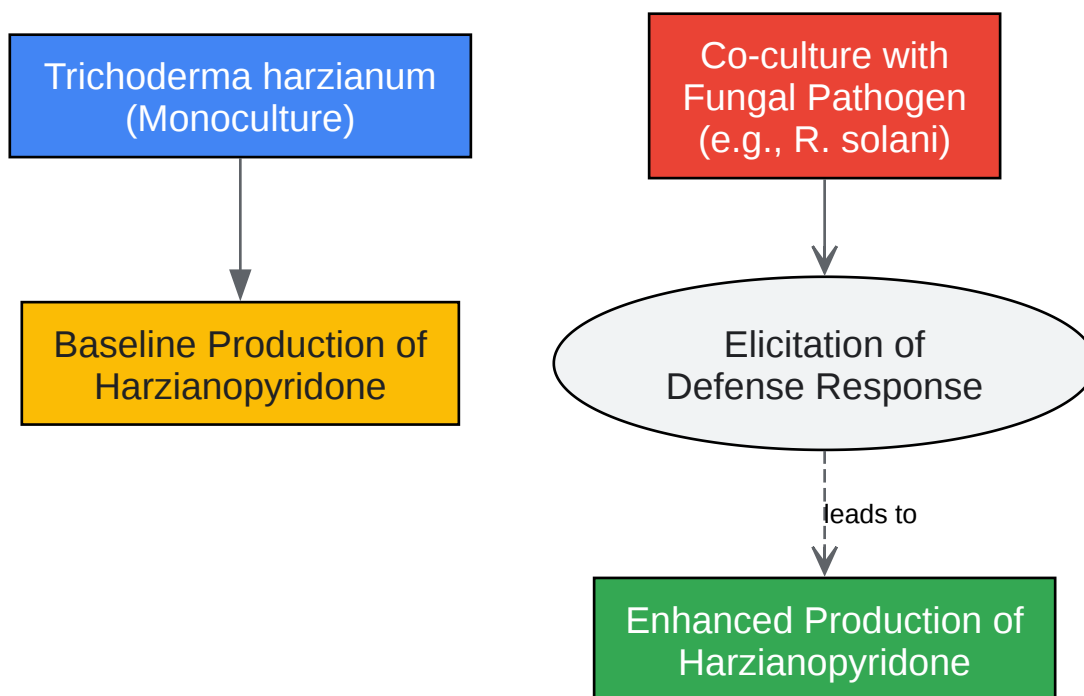 Trichoderma harzianum
(Monoculture)
Baseline Production of
Harzianopyridone
Co-culture with
Fungal Pathogen
(e.g., R. solani)
Elicitation of
Defense Response
leads to
Enhanced Production of
Harzianopyridone